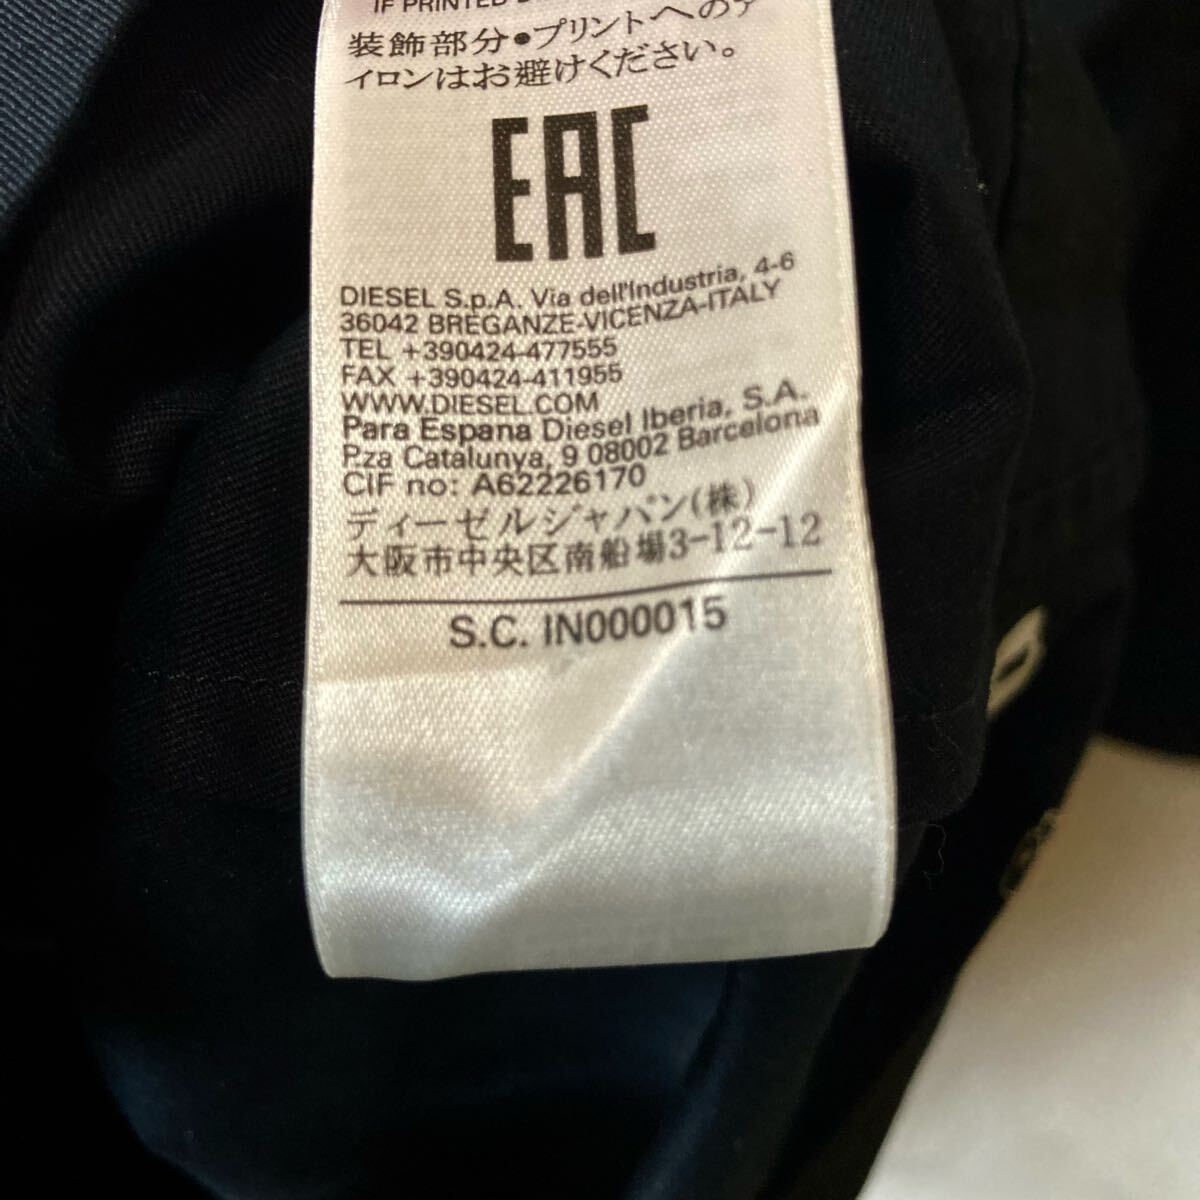 IF PRINTED
装飾部分・プリントへのア
イロンはお避けください。
EAC
DIESEL S.p.A. Via dell'Industria, 4-6
36042 BREGANZE-VICENZA-ITALY
TEL +390424-477555
FAX +390424-411955
WWW.DIESEL.COM
Para Espana Diesel Iberia, S.A.
P.za Catalunya, 9 08002 Barcelona
CIF no: A62226170
ディーゼルジャパン(株)
大阪市中央区南船場3-12-12
S.C. IN000015